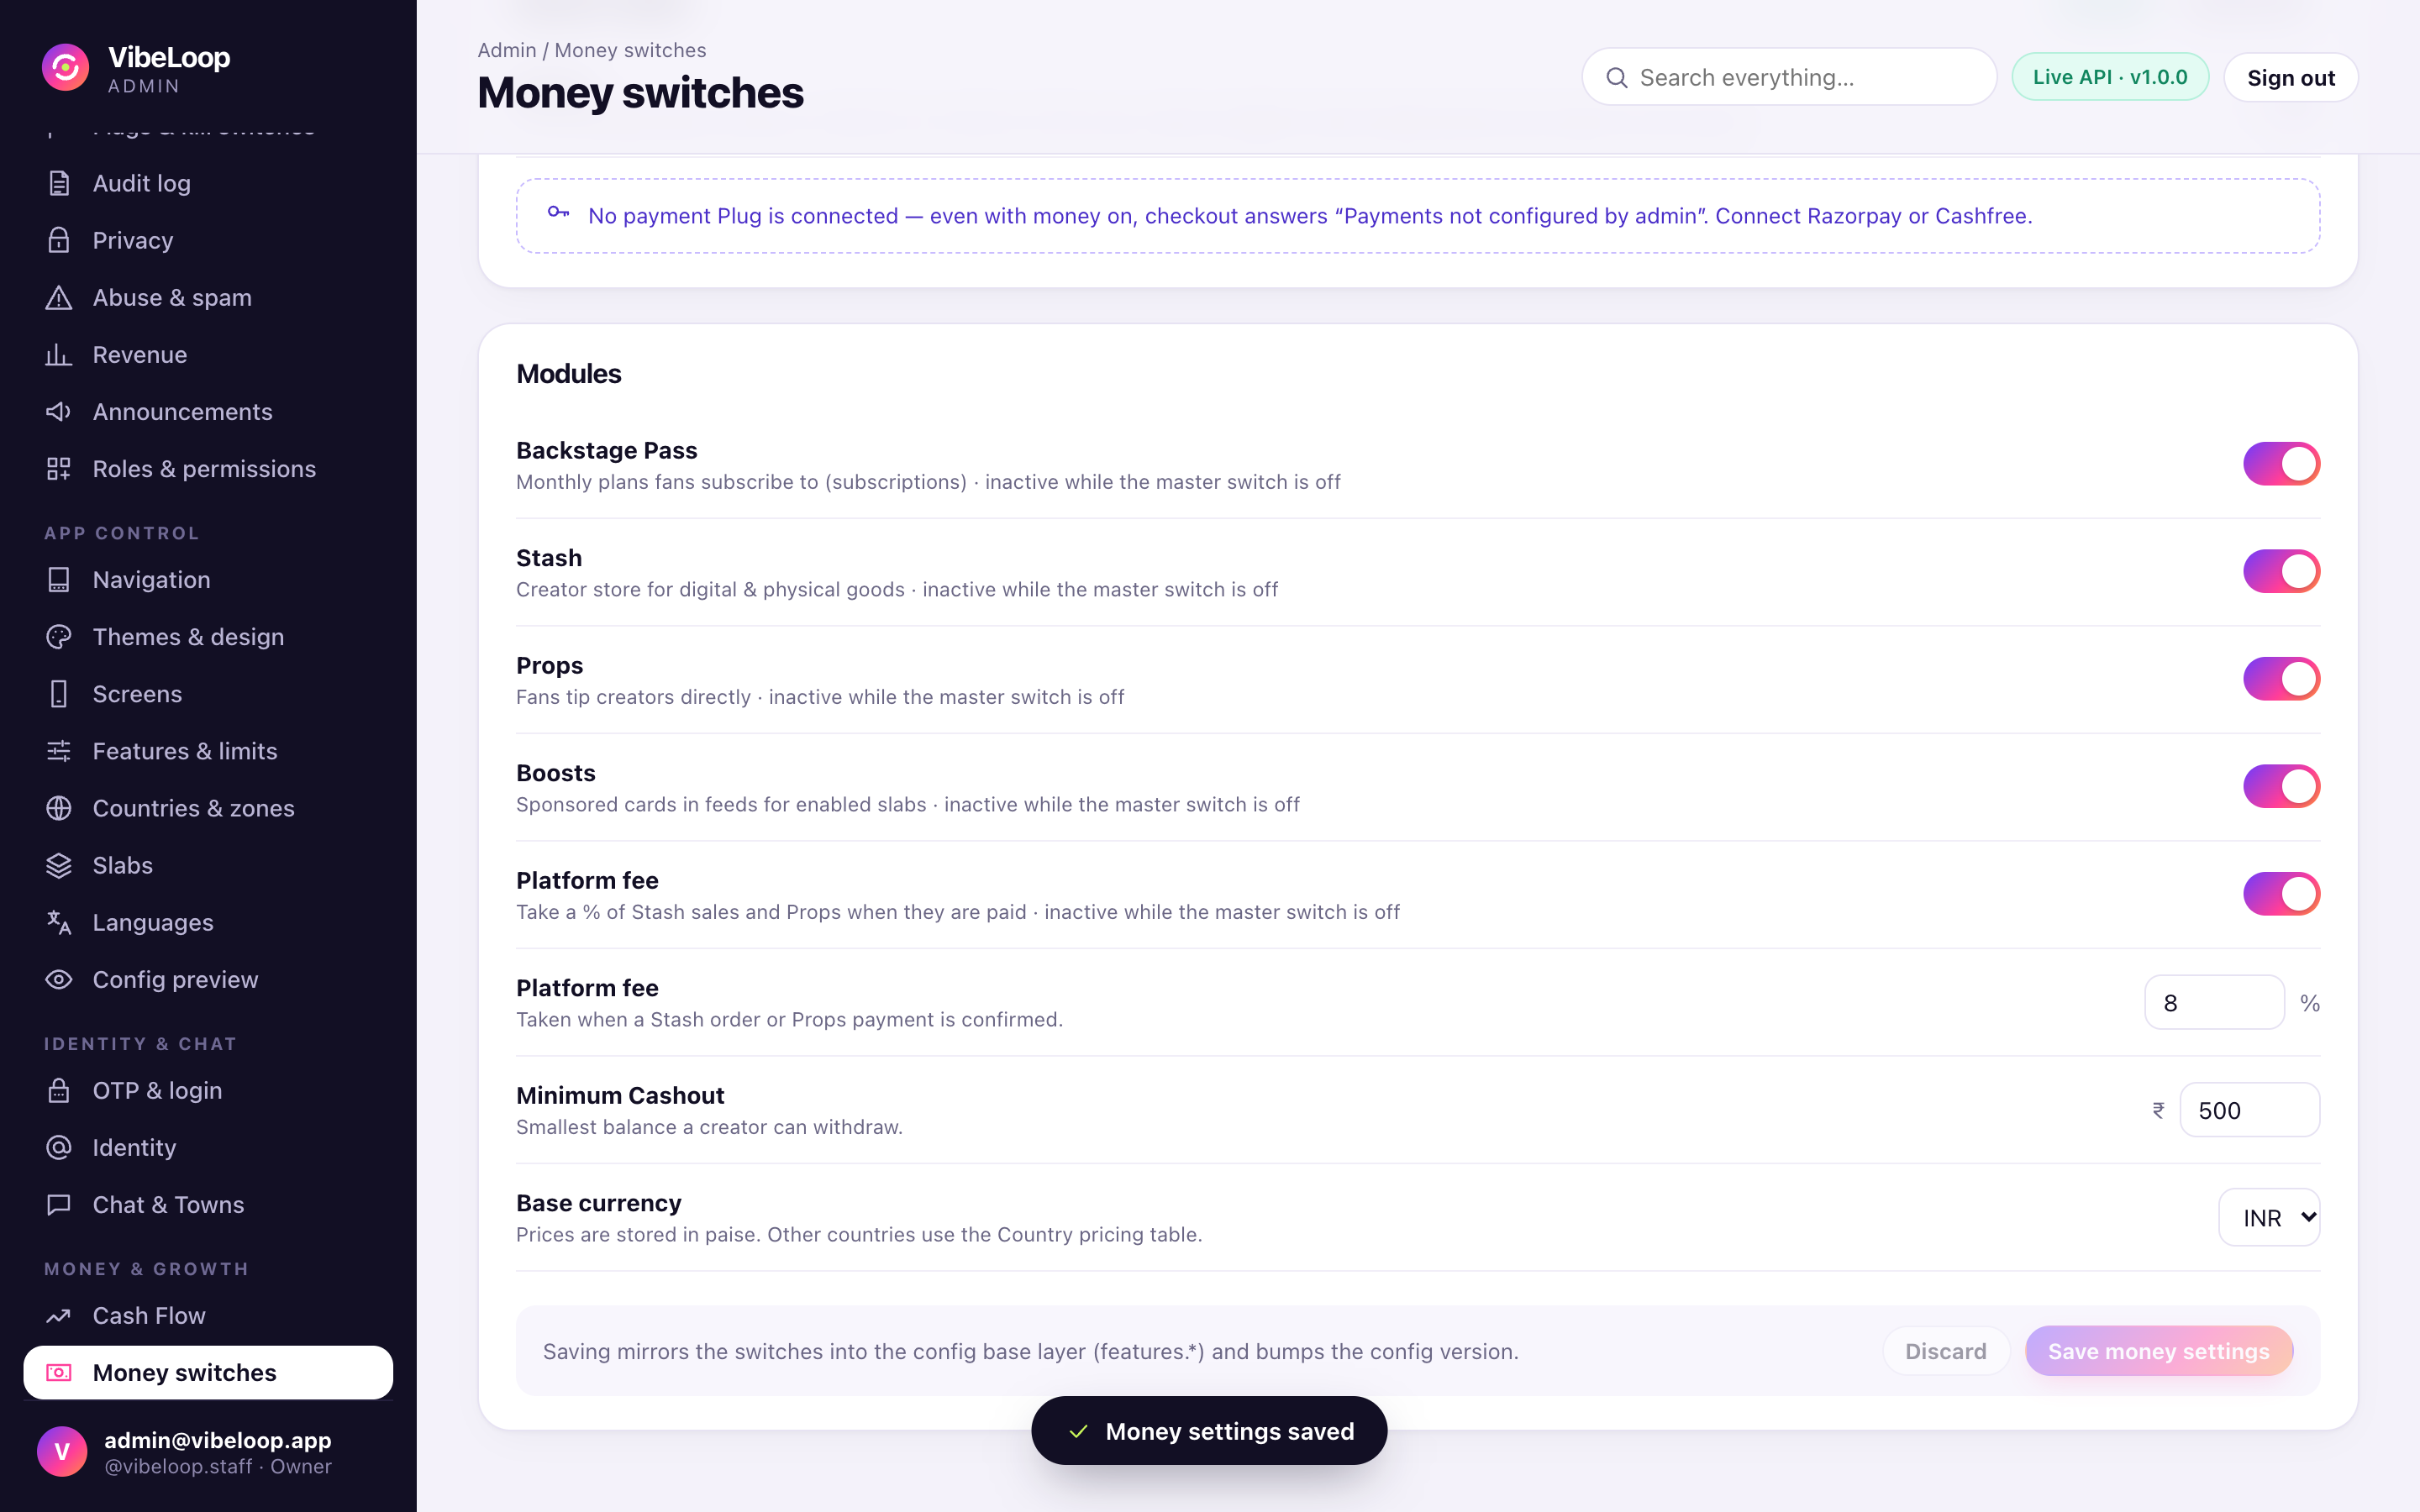 VibeLoop
ADMIN
Audit log
Privacy
Abuse & spam
Revenue
Announcements
Roles & permissions
APP CONTROL
Navigation
Themes & design
Screens
Features & limits
Countries & zones
Slabs
Languages
Config preview
IDENTITY & CHAT
OTP & login
Identity
Chat & Towns
MONEY & GROWTH
Cash Flow
Money switches
V
admin@vibeloop.app
@vibeloop.staff · Owner
Admin / Money switches
Money switches
Search everything...
Live API · v1.0.0
Sign out
No payment Plug is connected — even with money on, checkout answers “Payments not configured by admin”. Connect Razorpay or Cashfree.
Modules
Backstage Pass
Monthly plans fans subscribe to (subscriptions) · inactive while the master switch is off
Stash
Creator store for digital & physical goods · inactive while the master switch is off
Props
Fans tip creators directly · inactive while the master switch is off
Boosts
Sponsored cards in feeds for enabled slabs · inactive while the master switch is off
Platform fee
Take a % of Stash sales and Props when they are paid · inactive while the master switch is off
Platform fee
Taken when a Stash order or Props payment is confirmed.
8 %
Minimum Cashout
Smallest balance a creator can withdraw.
₹ 500
Base currency
Prices are stored in paise. Other countries use the Country pricing table.
INR
Saving mirrors the switches into the config base layer (features.*) and bumps the config version.
Discard
Save money settings
Money settings saved